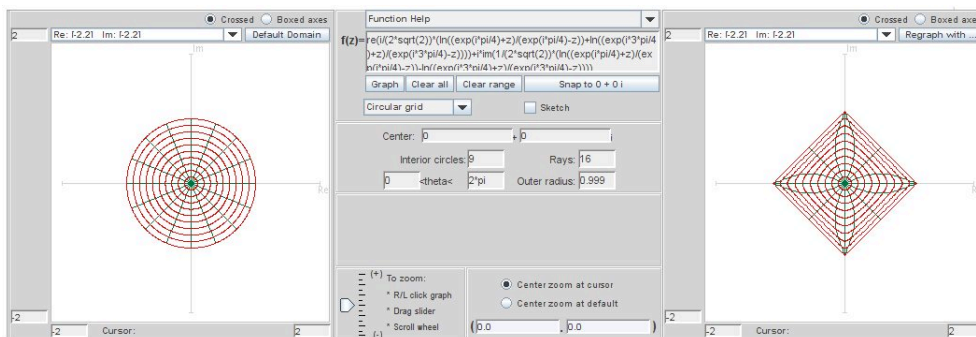 Crossed Boxed axes
2 Re: [-2.2] Im: [-2.2] Default Domain
Im
Re
-2
-2 Cursor: 2
Function Help
f(z)= re(i/(2*sqrt(2))*(ln((exp(i*pi/4)+z)/(exp(i*pi/4)-z))+ln((exp(i*3*pi/4
)+z)/(exp(i*3*pi/4)-z))))+i*im(1/(2*sqrt(2))*(ln((exp(i*pi/4)+z)/(ex
p(i*pi/4)-z))-ln((exp(i*3*pi/4)+z)/(exp(i*3*pi/4)-z))))
Graph Clear all Clear range Snap to 0 + 0 i
Circular grid Sketch
Center: 0 + 0 i
Interior circles: 9 Rays: 16
0 <theta< 2*pi Outer radius: 0.999
(+) To zoom:
* R/L click graph
* Drag slider
* Scroll wheel
(-)
Center zoom at cursor
Center zoom at default
( 0.0 , 0.0 )
Crossed Boxed axes
2 Re: [-2.2] Im: [-2.2] Regraph with ...
Im
-2
-2 Cursor: 2